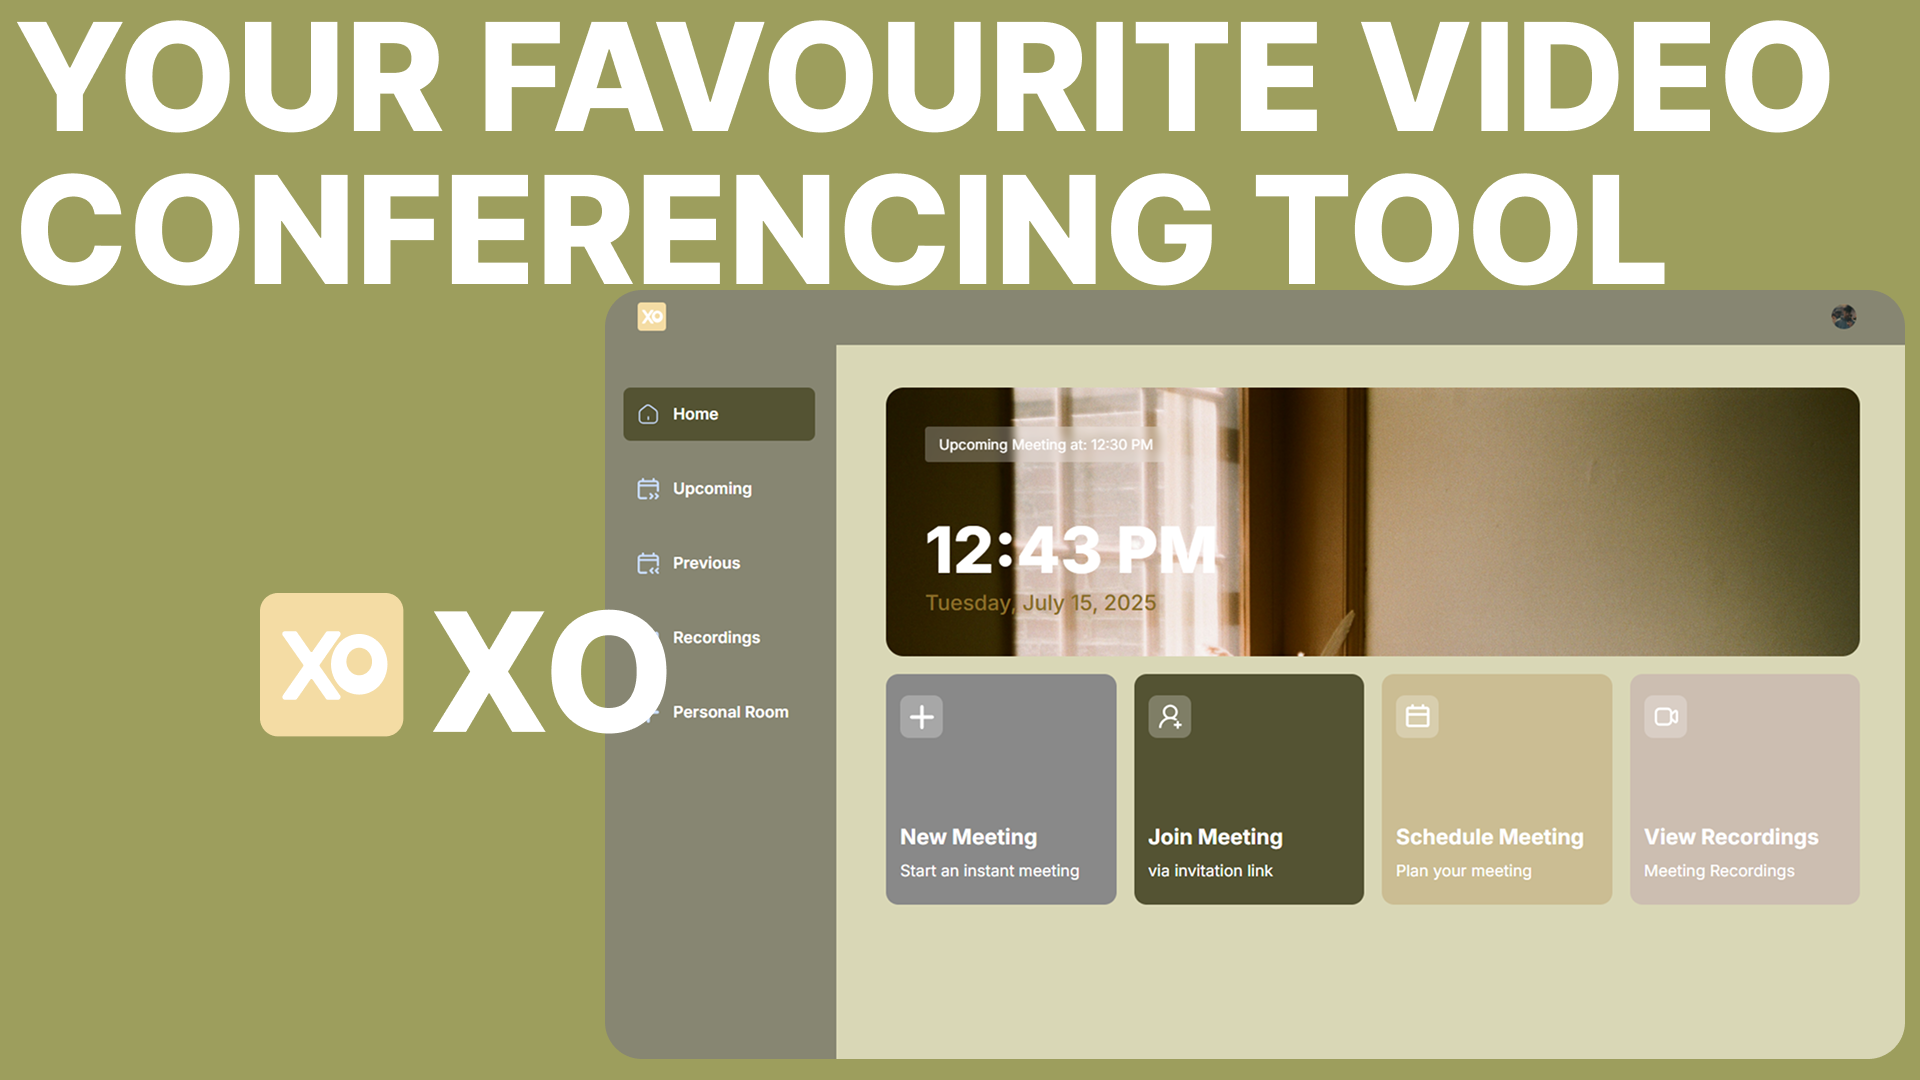 YOUR FAVOURITE VIDEO
CONFERENCING TOOL
XO
Home
Upcoming
Previous
Recordings
Personal Room
XO
XO
Upcoming Meeting at: 12:30 PM
12:43 PM
Tuesday, July 15, 2025
New Meeting
Start an instant meeting
Join Meeting
via invitation link
Schedule Meeting
Plan your meeting
View Recordings
Meeting Recordings